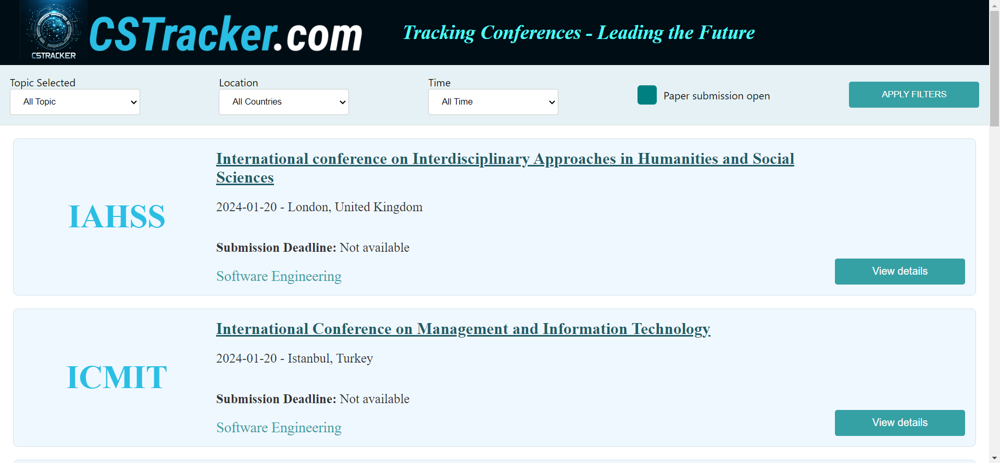 CSTRACKER
CSTracker.com
Tracking Conferences - Leading the Future
Topic Selected
All Topic
Location
All Countries
Time
All Time
Paper submission open
APPLY FILTERS
IAHSS
International conference on Interdisciplinary Approaches in Humanities and Social
Sciences
2024-01-20 - London, United Kingdom
Submission Deadline: Not available
Software Engineering
View details
ICMIT
International Conference on Management and Information Technology
2024-01-20 - Istanbul, Turkey
Submission Deadline: Not available
Software Engineering
View details